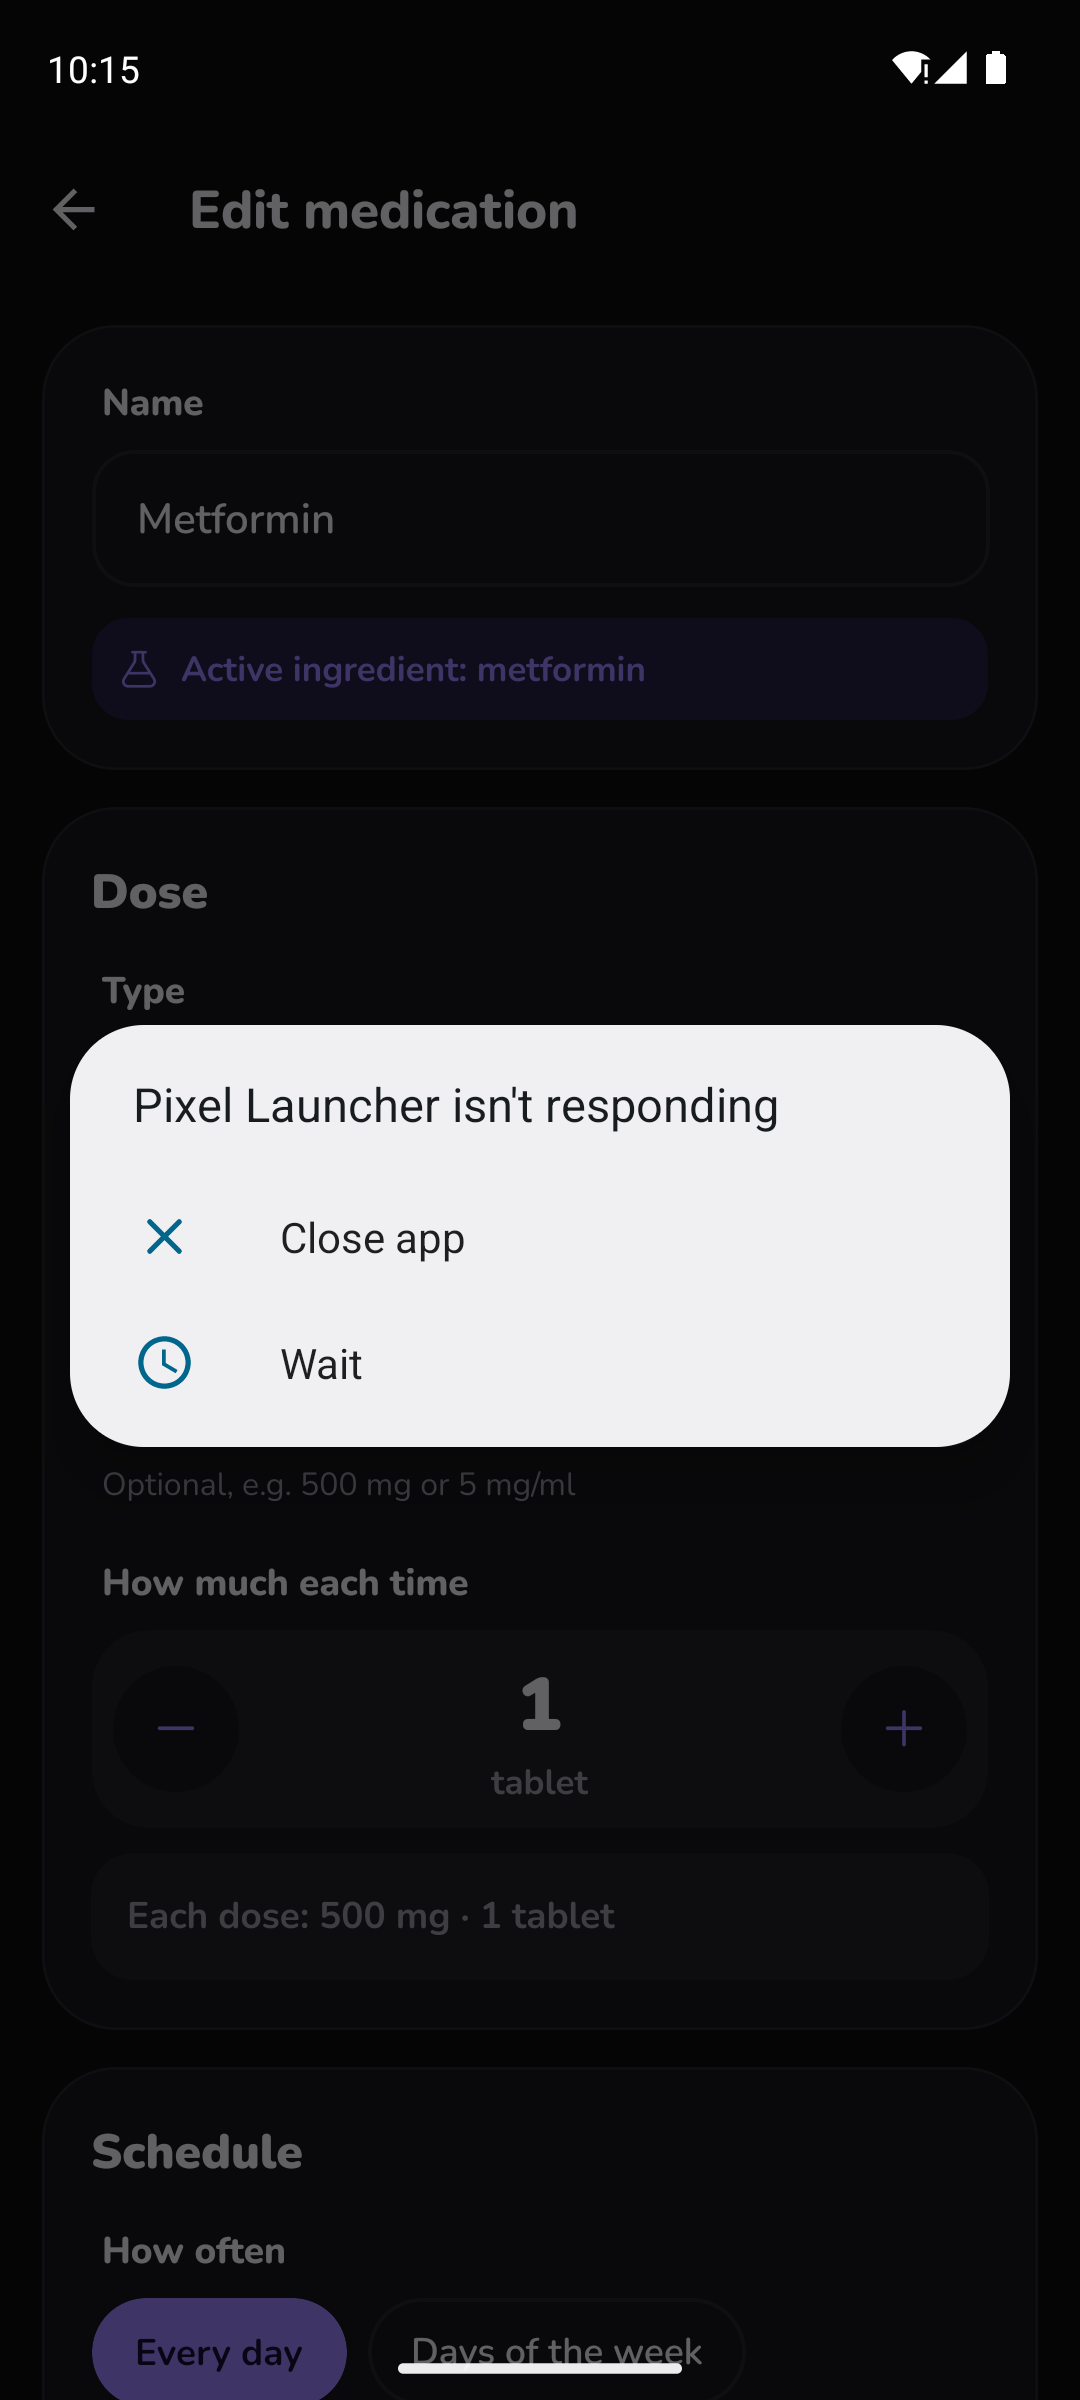 10:15
Edit medication
Name
Metformin
Active ingredient: metformin
Dose
Type
Pixel Launcher isn't responding
Close app
Wait
Optional, e.g. 500 mg or 5 mg/ml
How much each time
1
tablet
Each dose: 500 mg · 1 tablet
Schedule
How often
Every day
Days of the week